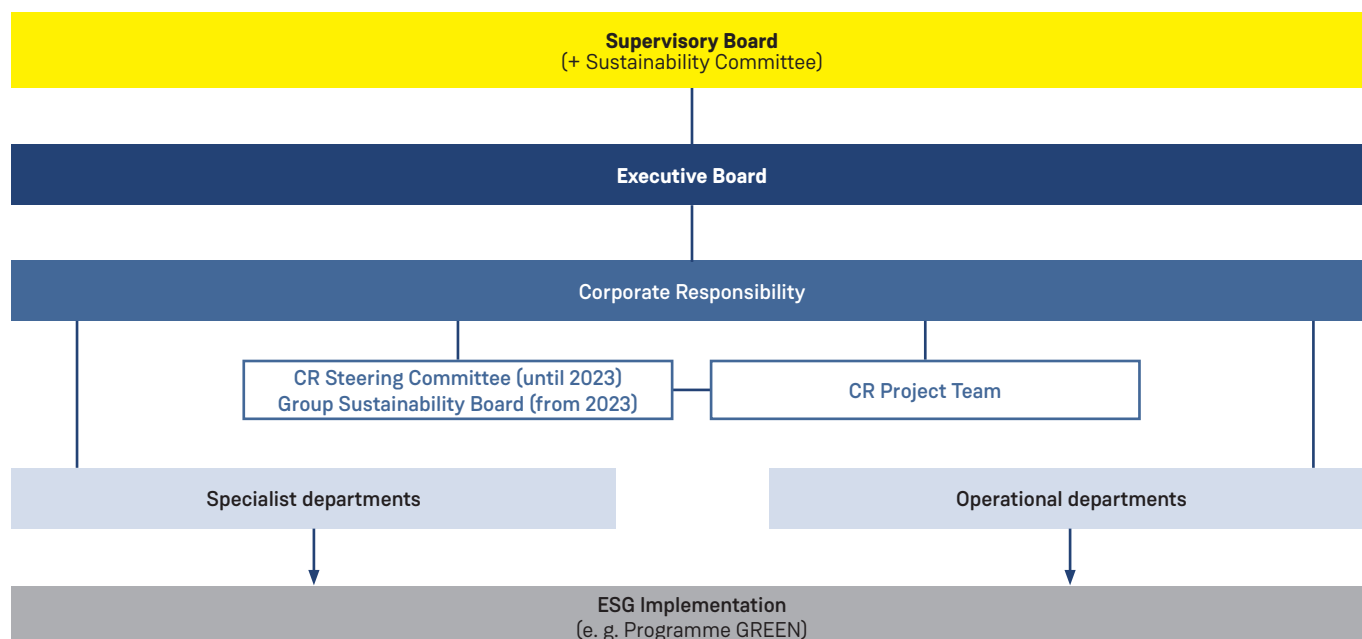 Supervisory Board
(+ Sustainability Committee)
Executive Board
Corporate Responsibility
CR Steering Committee (until 2023)
Group Sustainability Board (from 2023)
CR Project Team
Specialist departments
Operational departments
ESG Implementation
(e. g. Programme GREEN)